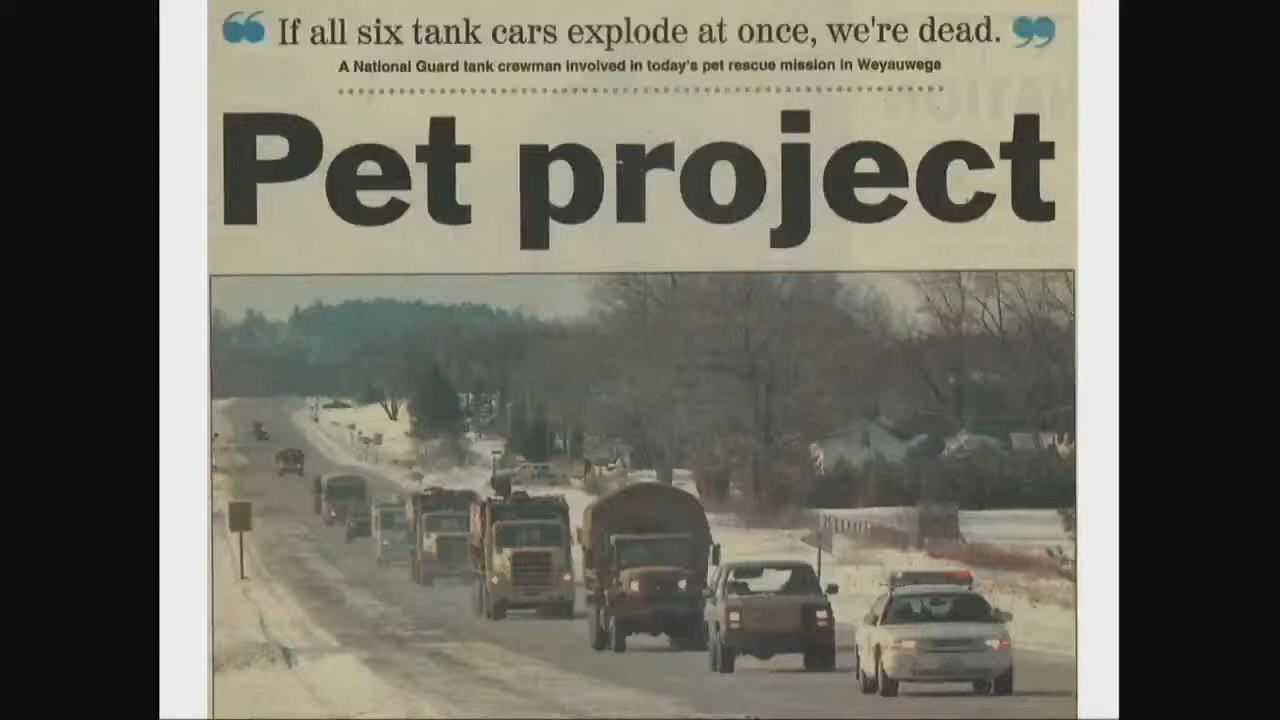 “ If all six tank cars explode at once, we're dead. ”
A National Guard tank crewman involved in today's pet rescue mission in Weyauwega
Pet project